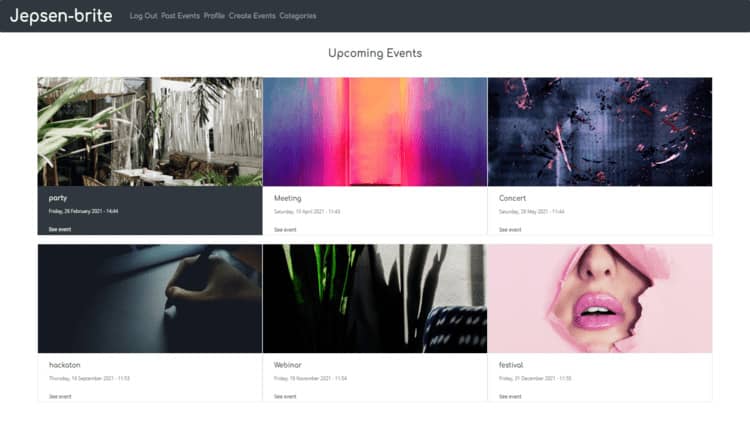 Jepsen-brite
Log Out Past Events Profile Create Events Categories
Upcoming Events
party
Friday, 26 February 2021 - 14:44
See event
Meeting
Saturday, 10 April 2021 - 11:43
See event
Concert
Saturday, May 2021 - 11:44
See event
hackaton
Thursday, 16 September 2021 - 11:53
See event
Webinar
Friday, 19 November 2021 - 11:54
See event
festival
Friday, 31 December 2021 - 11:55
See event